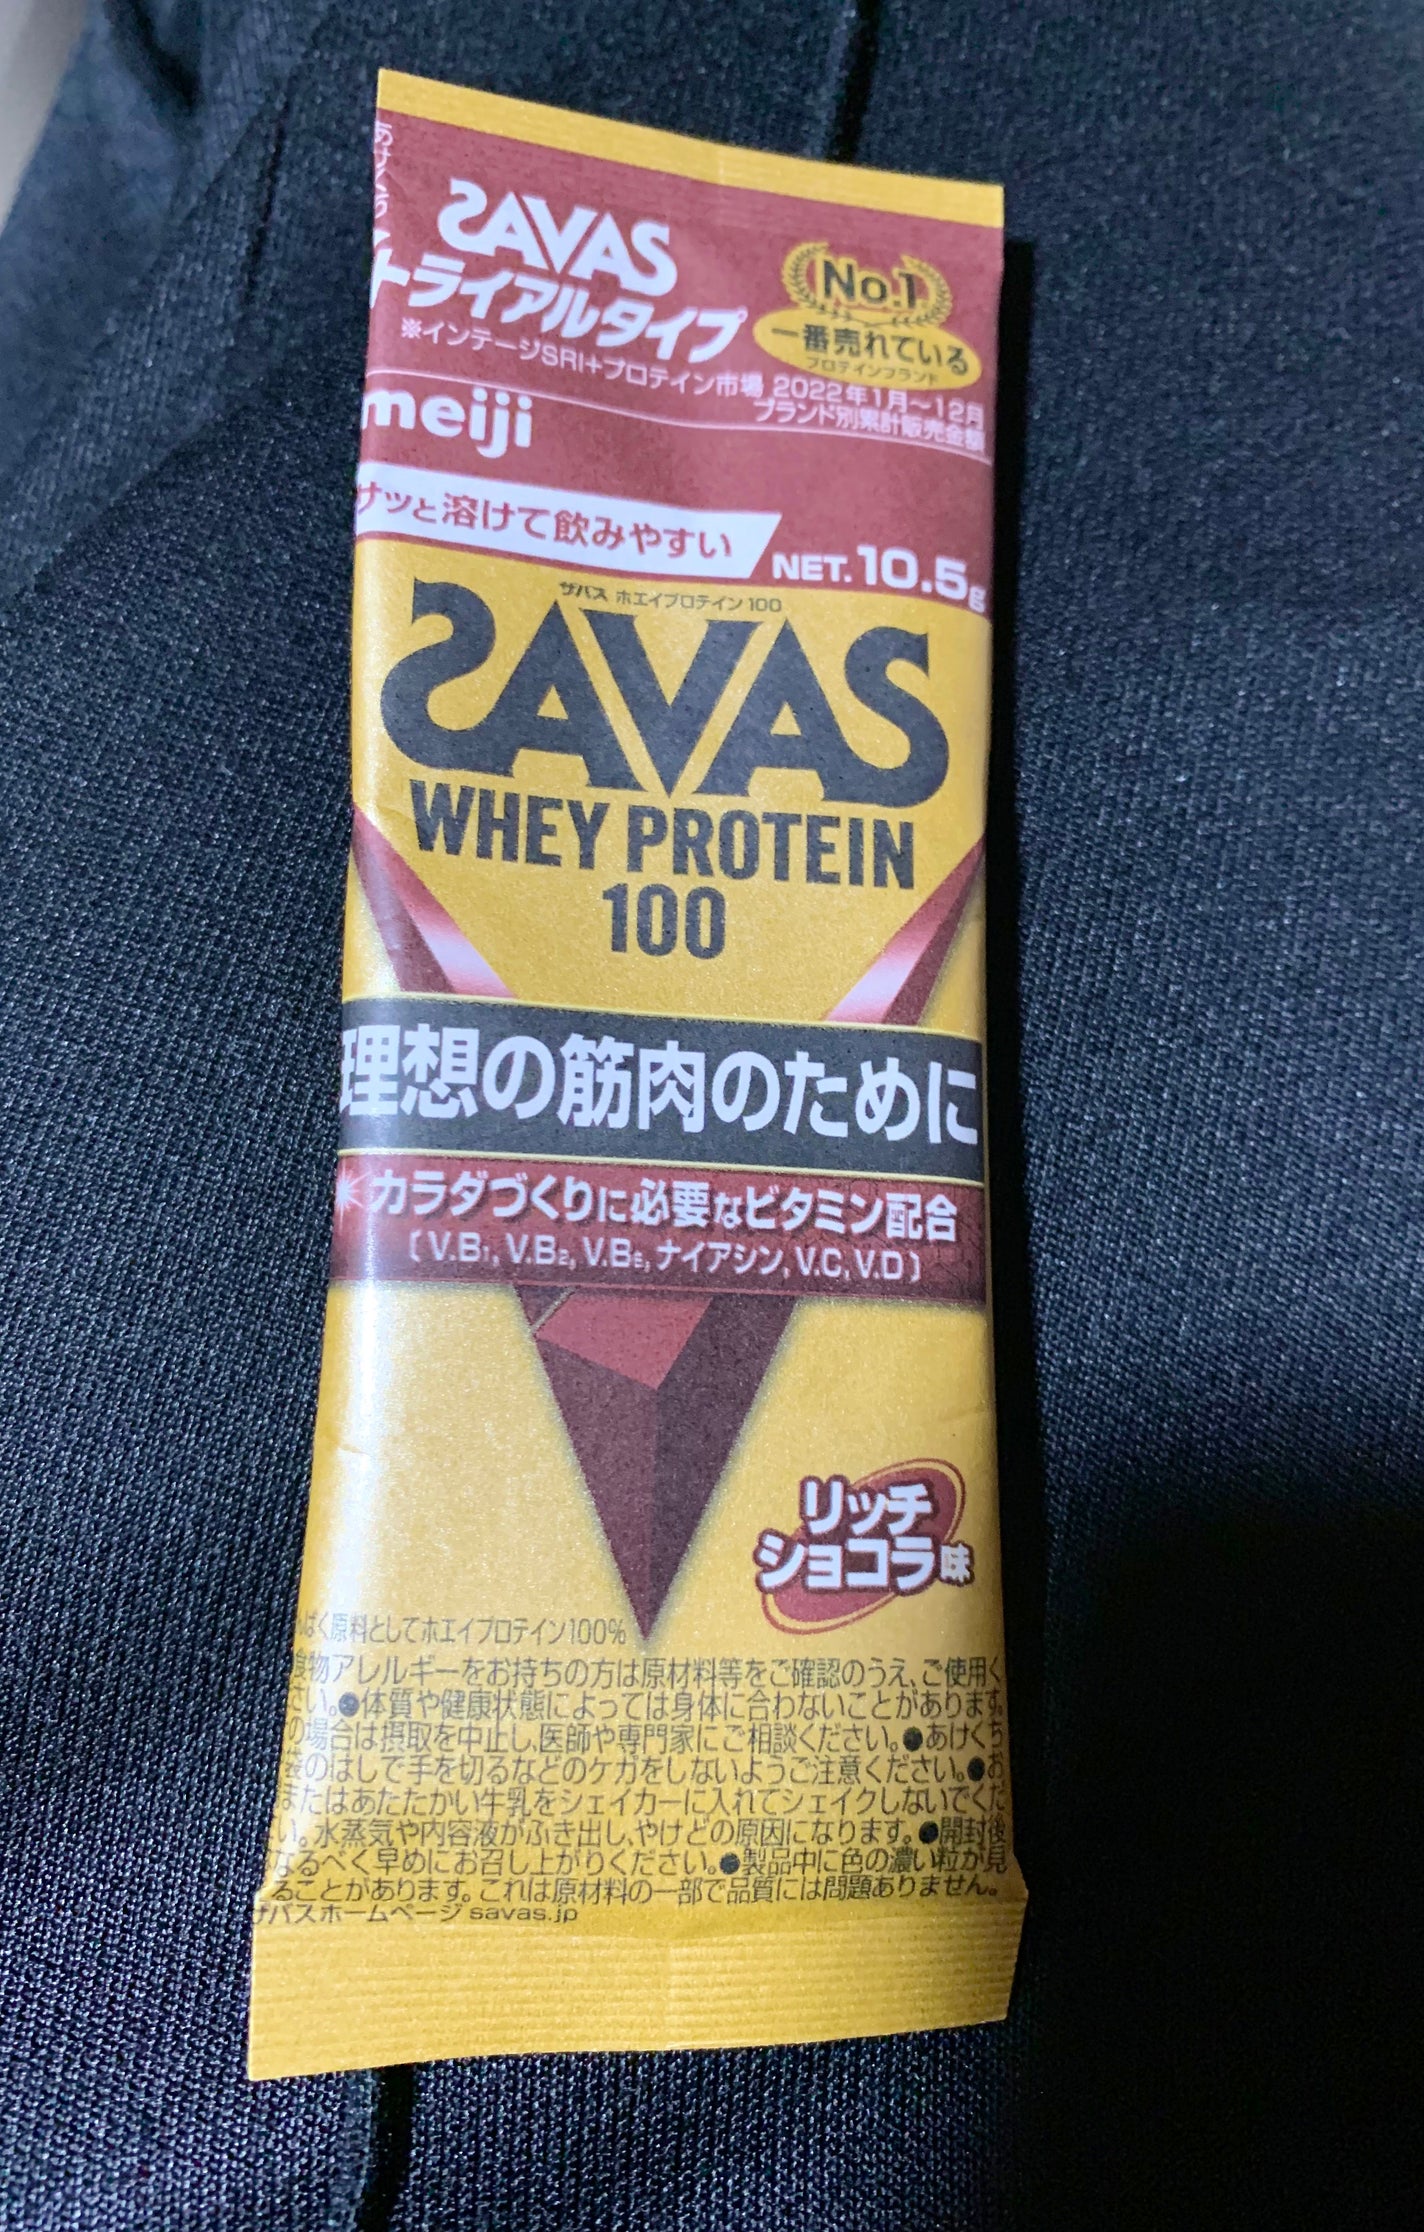 あけくち
SAVAS
トライアルタイプ
No.1
一番売れている
プロテインブランド
※インテージSRI+プロテイン市場 2022年1月〜12月
ブランド別累計販売金額
meiji
サッと溶けて飲みやすい
NET.10.5g
ザバス ホエイプロテイン100
SAVAS
WHEY PROTEIN
100
理想の筋肉のために
カラダづくりに必要なビタミン配合
(V.B1, V.B2, V.B6, ナイアシン, V.C, V.D)
リッチ
ショコラ味
ぱく原料としてホエイプロテイン100%
食物アレルギーをお持ちの方は原材料等をご確認のうえ、ご使用く
さい。●体質や健康状態によっては身体に合わないことがあります。
の場合は摂取を中止し、医師や専門家にご相談ください。●あけくち
袋のはしで手を切るなどのケガをしないようご注意ください。●お
またはあたたかい牛乳をシェイカーに入れてシェイクしないでくだ
い。水蒸気や内容液がふき出し、やけどの原因になります。●開封後
なるべく早めにお召し上がりください。●製品中に色の濃い粒が見
ることがあります。これは原材料の一部で品質には問題ありません。
ザバスホームページ savas.jp